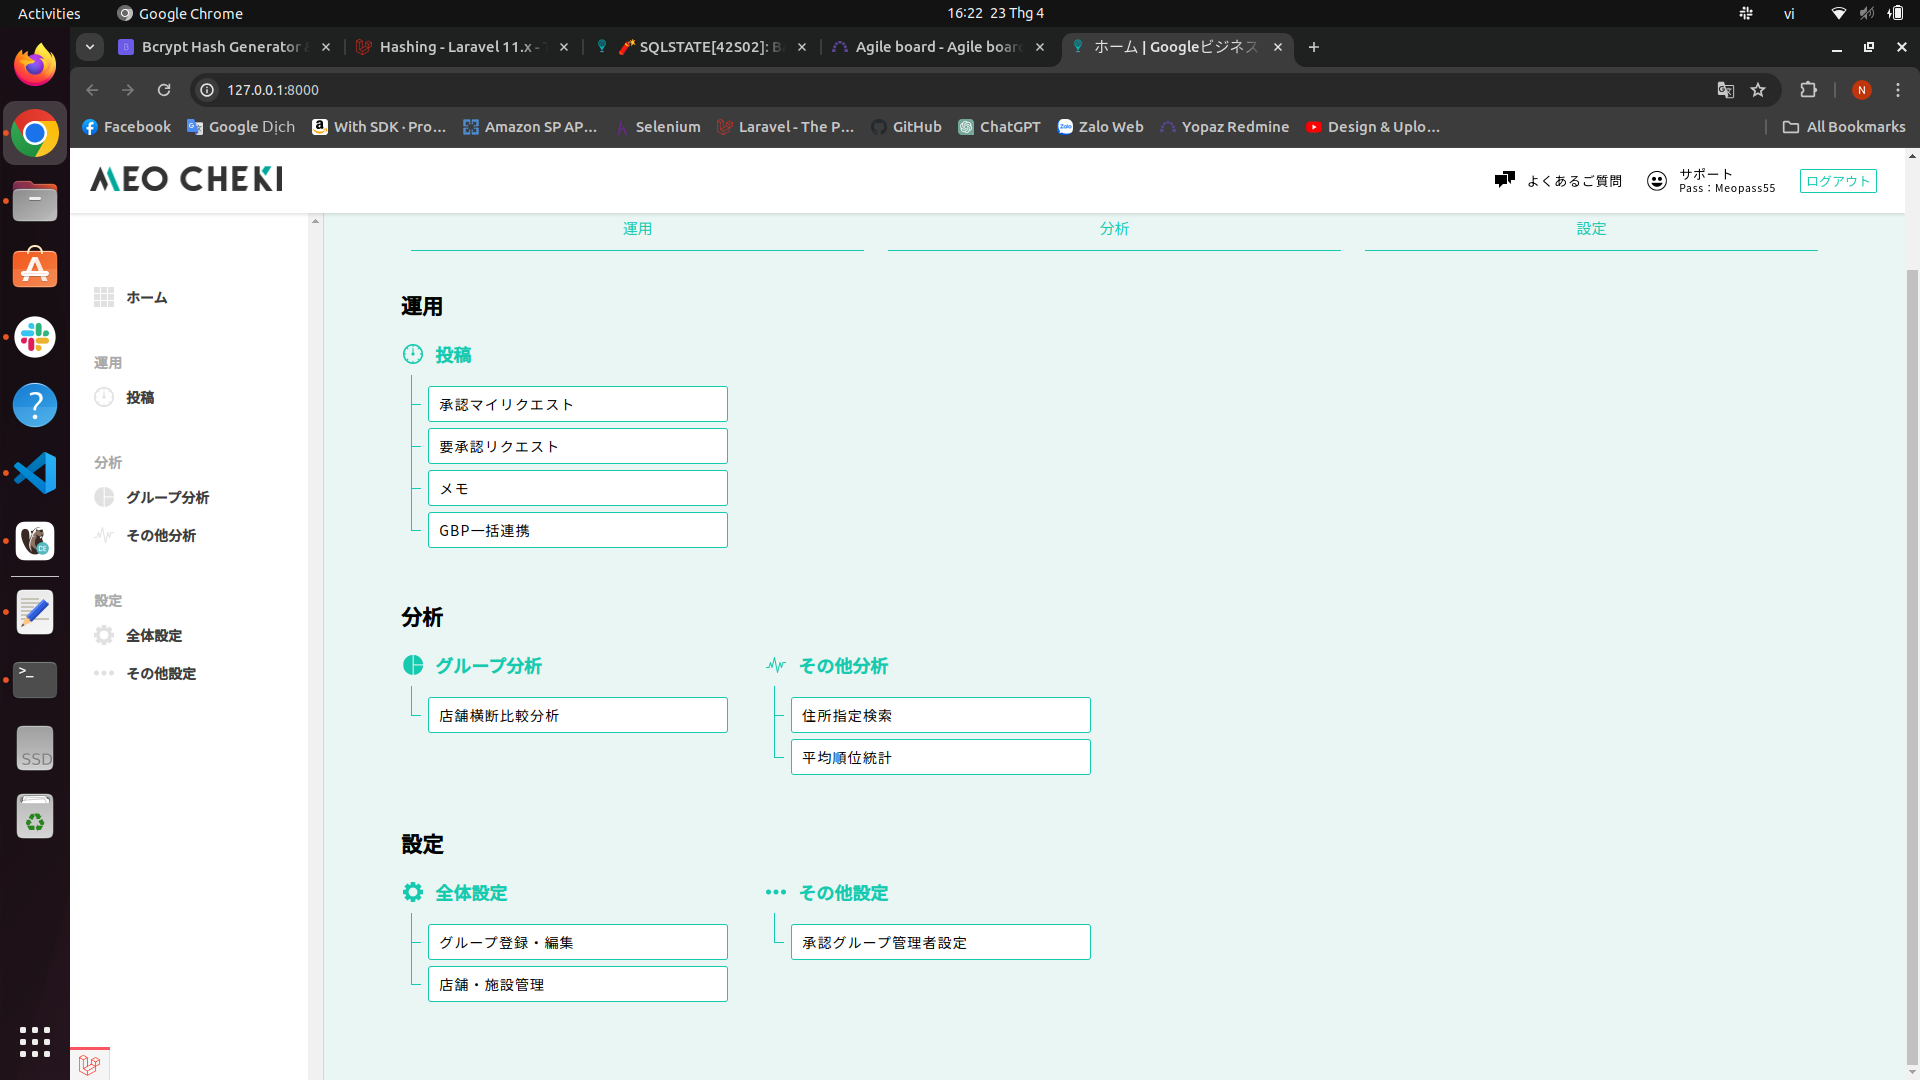 Activities
Google Chrome
16:22 23 Thg 4
vi
Bcrypt Hash Generator
Hashing - Laravel 11.x -
SQLSTATE[42S02]: B
Agile board - Agile boar
ホーム | Googleビジネス
127.0.0.1:8000
N
Facebook
Google Dịch
With SDK · Pro...
Amazon SP AP...
Selenium
Laravel - The P...
GitHub
ChatGPT
Zalo Web
Yopaz Redmine
Design & Uplo...
All Bookmarks
MEO CHEKI
よくあるご質問
サポート
Pass：Meopass55
ログアウト
ホーム
運用
投稿
分析
グループ分析
その他分析
設定
全体設定
その他設定
運用
分析
設定
運用
投稿
承認マイリクエスト
要承認リクエスト
メモ
GBP一括連携
分析
グループ分析
店舗横断比較分析
その他分析
住所指定検索
平均順位統計
設定
全体設定
グループ登録・編集
店舗・施設管理
その他設定
承認グループ管理者設定
SSD